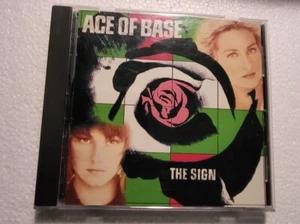 ACE OF BASE
THE SIGN